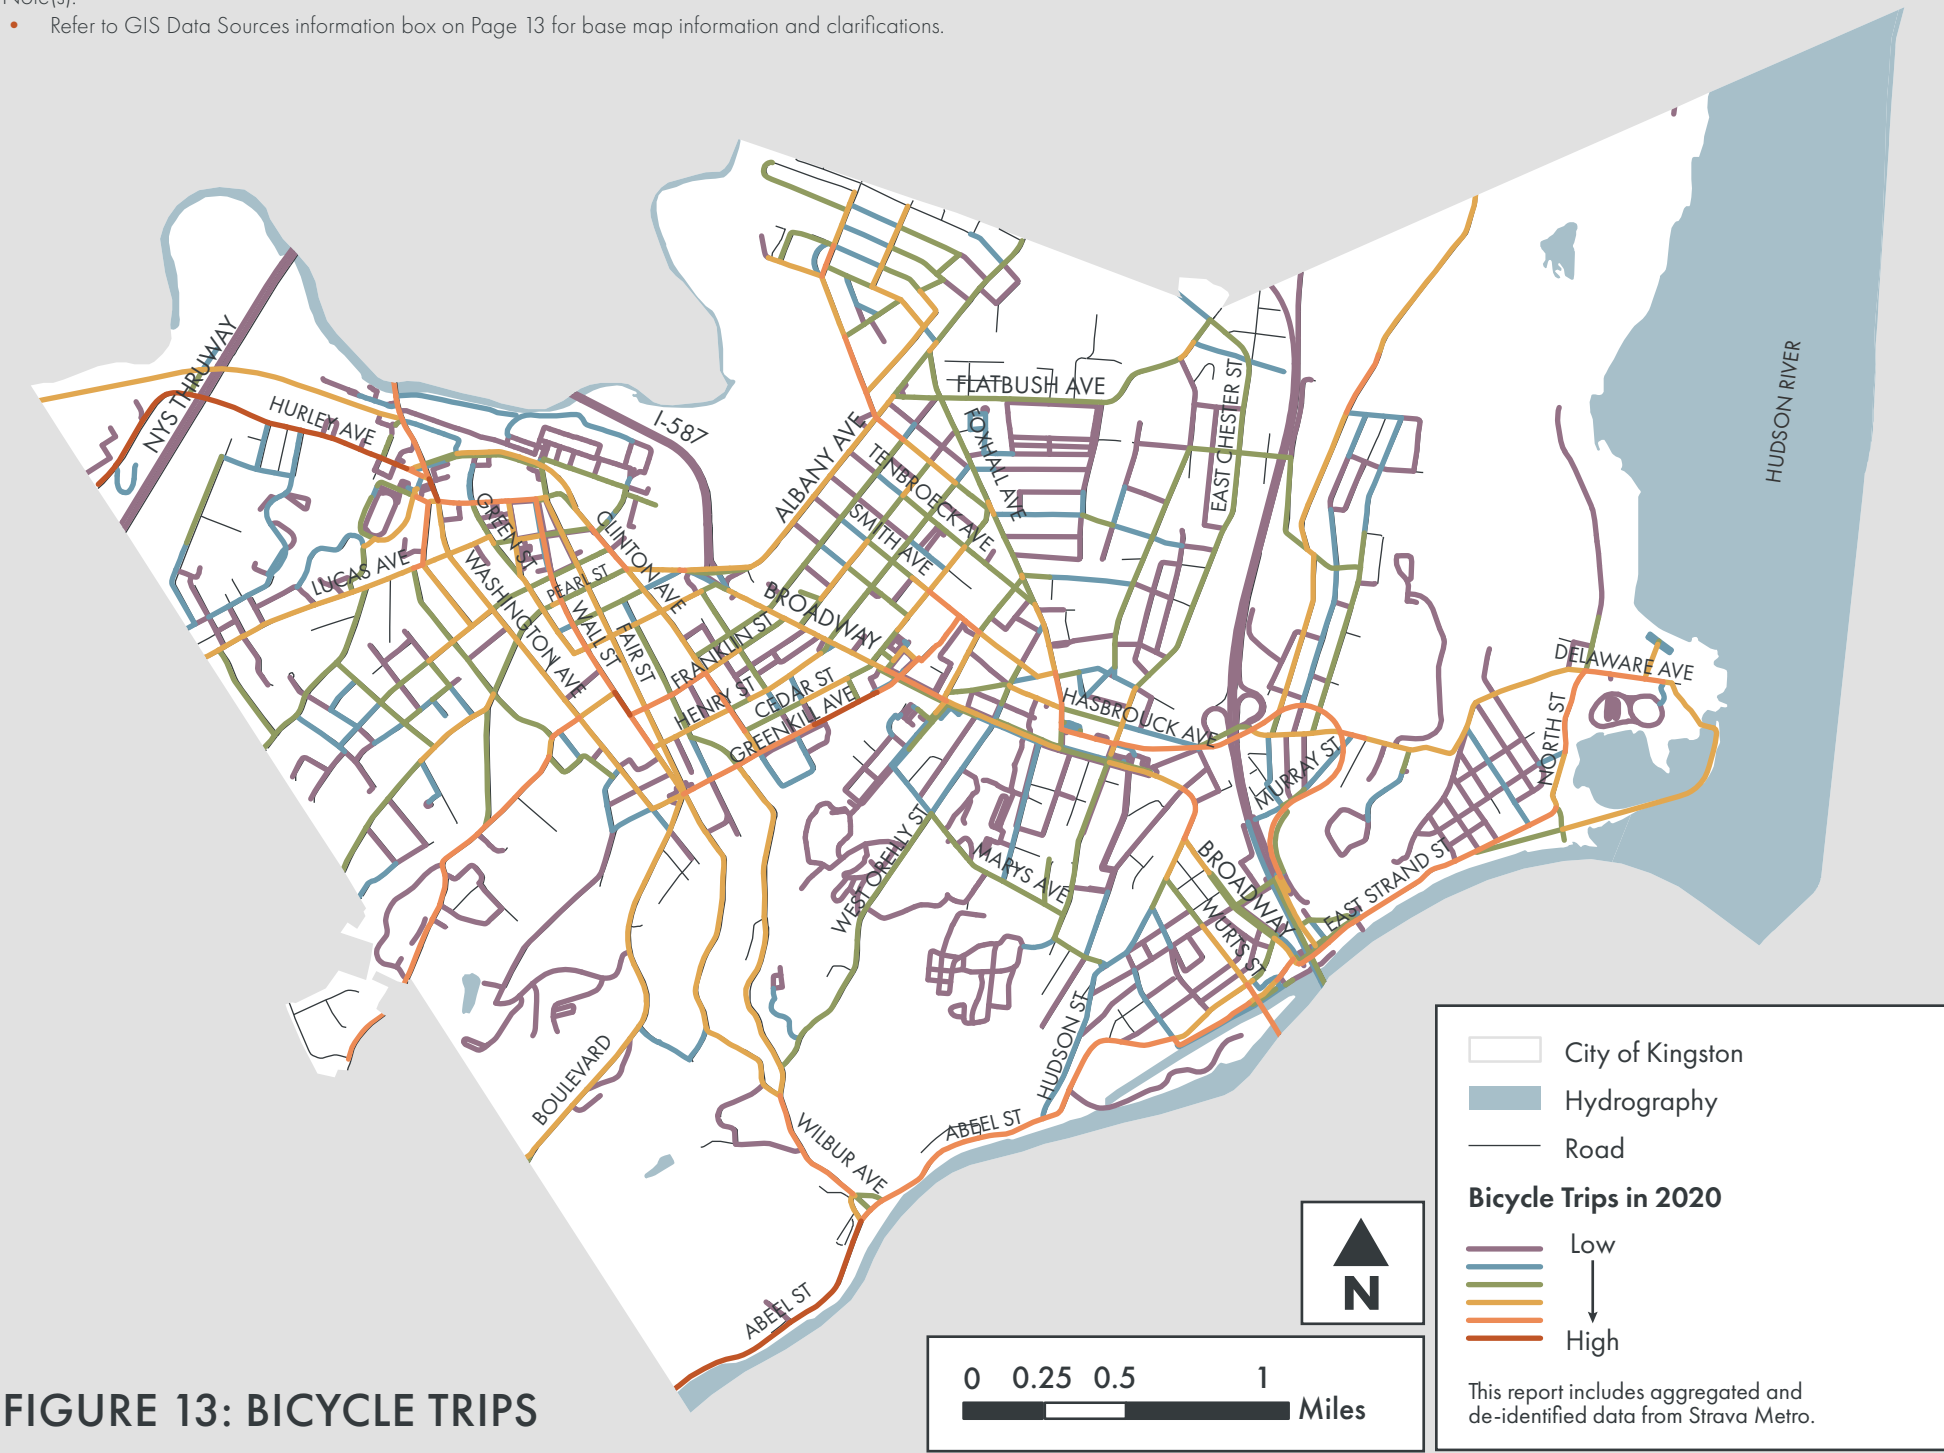 Note(s):
• Refer to GIS Data Sources information box on Page 13 for base map information and clarifications.
NYS THRUWAY
HURLEY AVE
I-587
FLATBUSH AVE
FOXHALL AVE
EAST CHESTER ST
HUDSON RIVER
ALBANY AVE
TENBROECK AVE
SMITH AVE
GREEN ST
CLINTON AVE
LUCAS AVE
WASHINGTON AVE
PEARL ST
WALL ST
FAIR ST
BROADWAY
FRANKLIN ST
HENRY ST
CEDAR ST
GREENKILL AVE
HASBROUCK AVE
DELAWARE AVE
NORTH ST
MURRAY ST
WEST OREILLY ST
MARYS AVE
BROADWAY
WURTS ST
EAST STRAND ST
HUDSON ST
BOULEVARD
WILBUR AVE
ABEEL ST
ABEEL ST
City of Kingston
Hydrography
Road
Bicycle Trips in 2020
Low
High
This report includes aggregated and
de-identified data from Strava Metro.
N
0 0.25 0.5 1
Miles
FIGURE 13: BICYCLE TRIPS